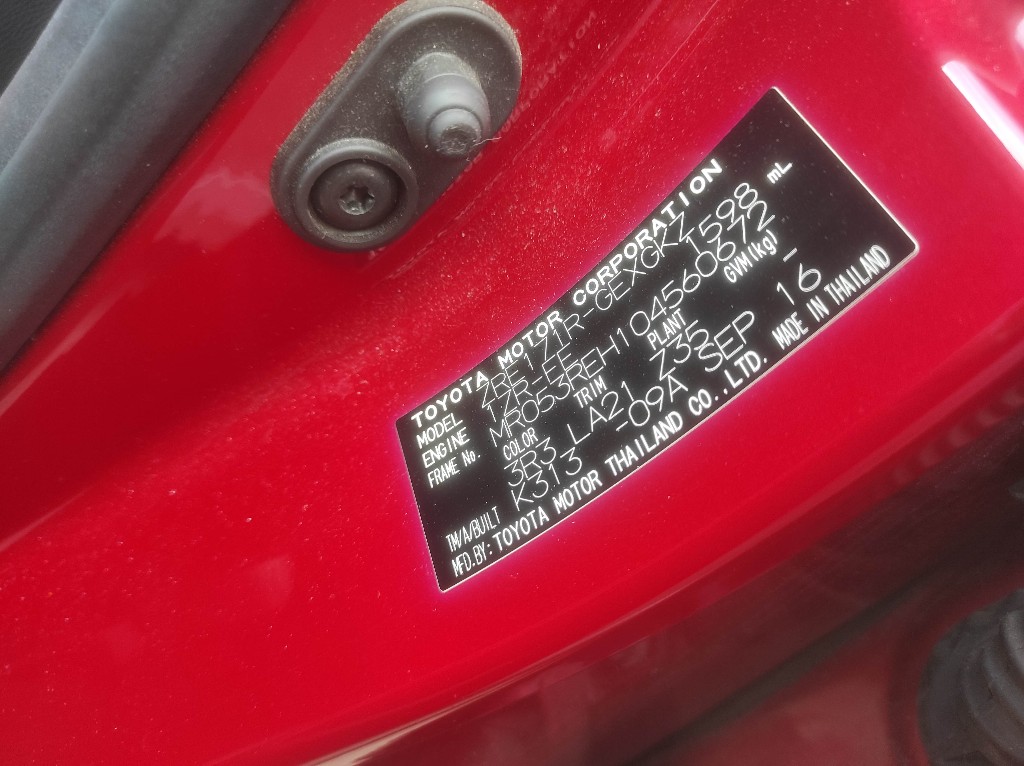 TOYOTA MOTOR CORPORATION
MODEL ZRE171R-GEXGKZ
ENGINE 1ZR-FE 1598 mL
FRAME No. MR053REH104560672
COLOR TRIM PLANT GVM(kg)
3R3 LA21 Z35 -
TM/A/BUILT K313 -09A SEP 16
MFD.BY: TOYOTA MOTOR THAILAND CO.,LTD. MADE IN THAILAND